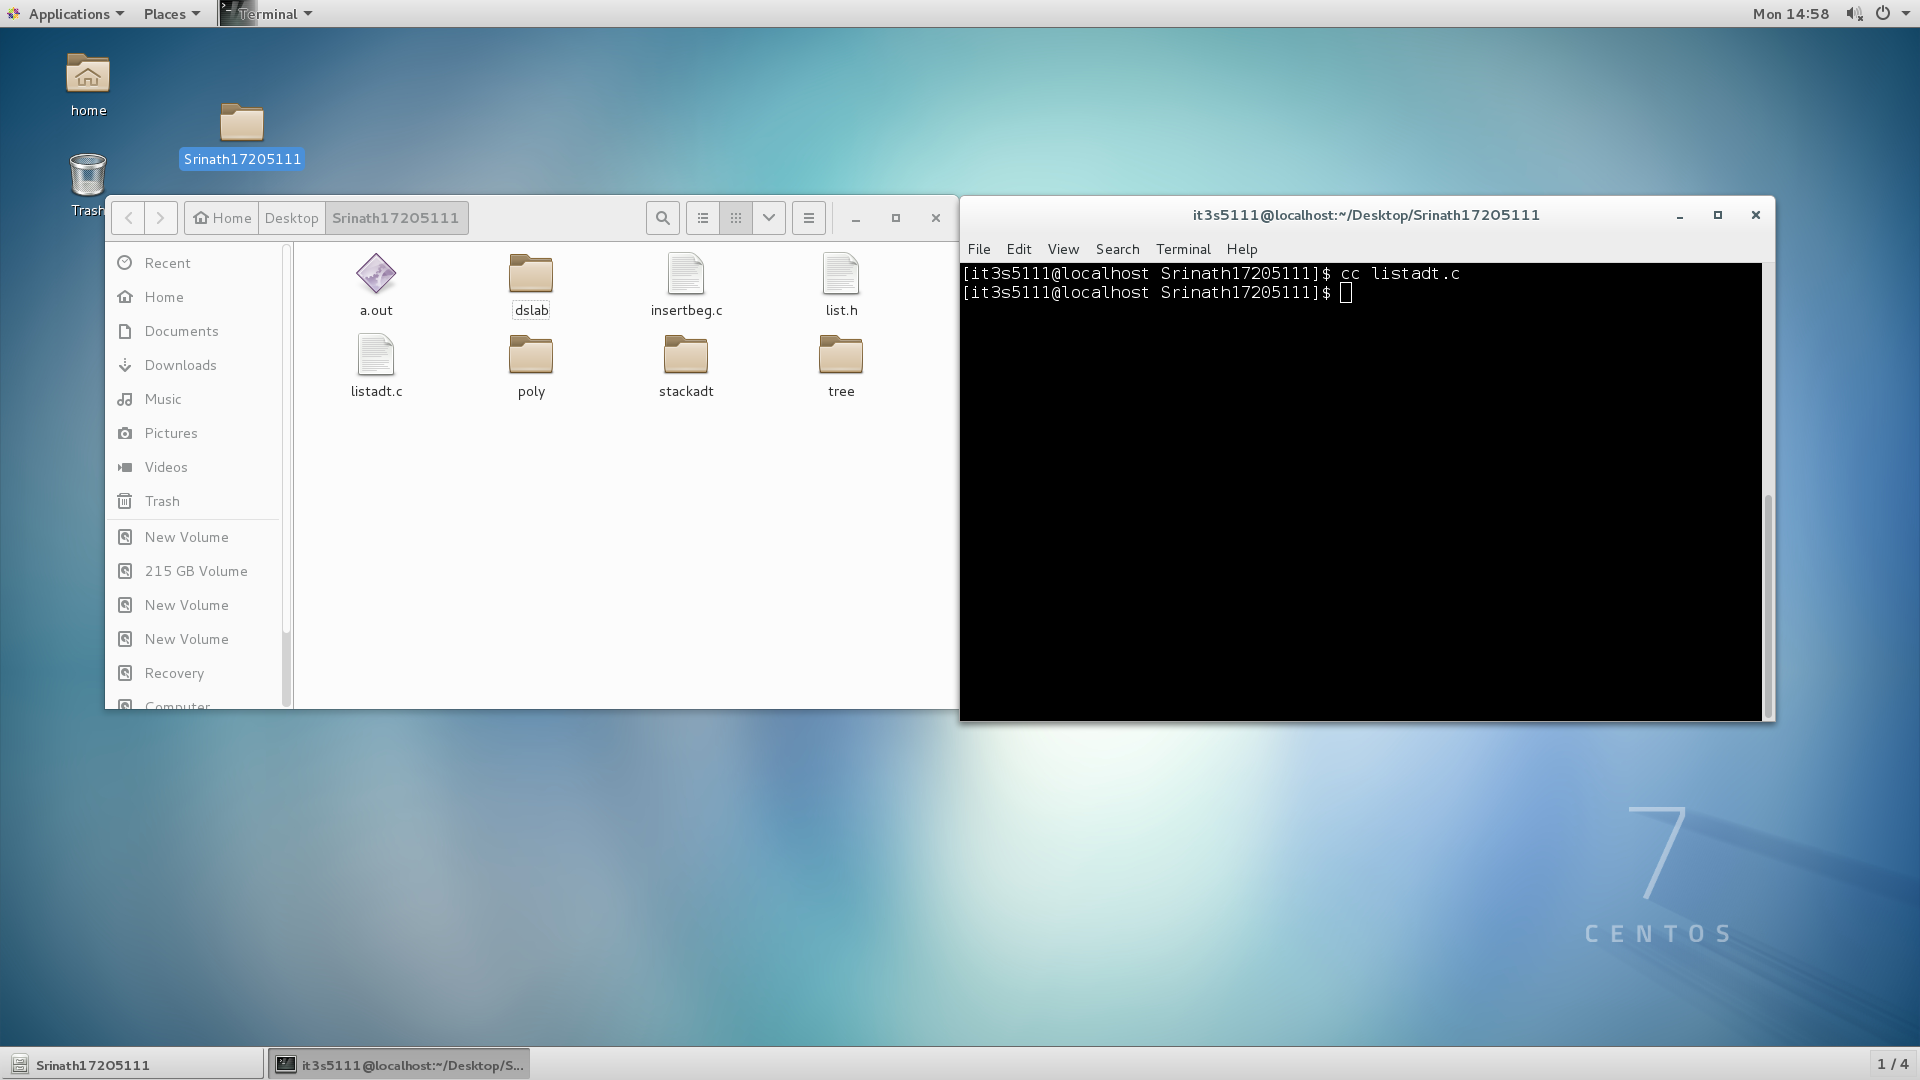 Applications Places Terminal Mon 14:58
home
Srinath17205111
Trash
Home Desktop Srinath17205111
Recent
Home
Documents
Downloads
Music
Pictures
Videos
Trash
New Volume
215 GB Volume
New Volume
New Volume
Recovery
Computer
a.out dslab insertbeg.c list.h
listadt.c poly stackadt tree
it3s5111@localhost:~/Desktop/Srinath17205111
File Edit View Search Terminal Help
[it3s5111@localhost Srinath17205111]$ cc listadt.c
[it3s5111@localhost Srinath17205111]$
7
CENTOS
Srinath17205111 it3s5111@localhost:~/Desktop/S... 1 / 4